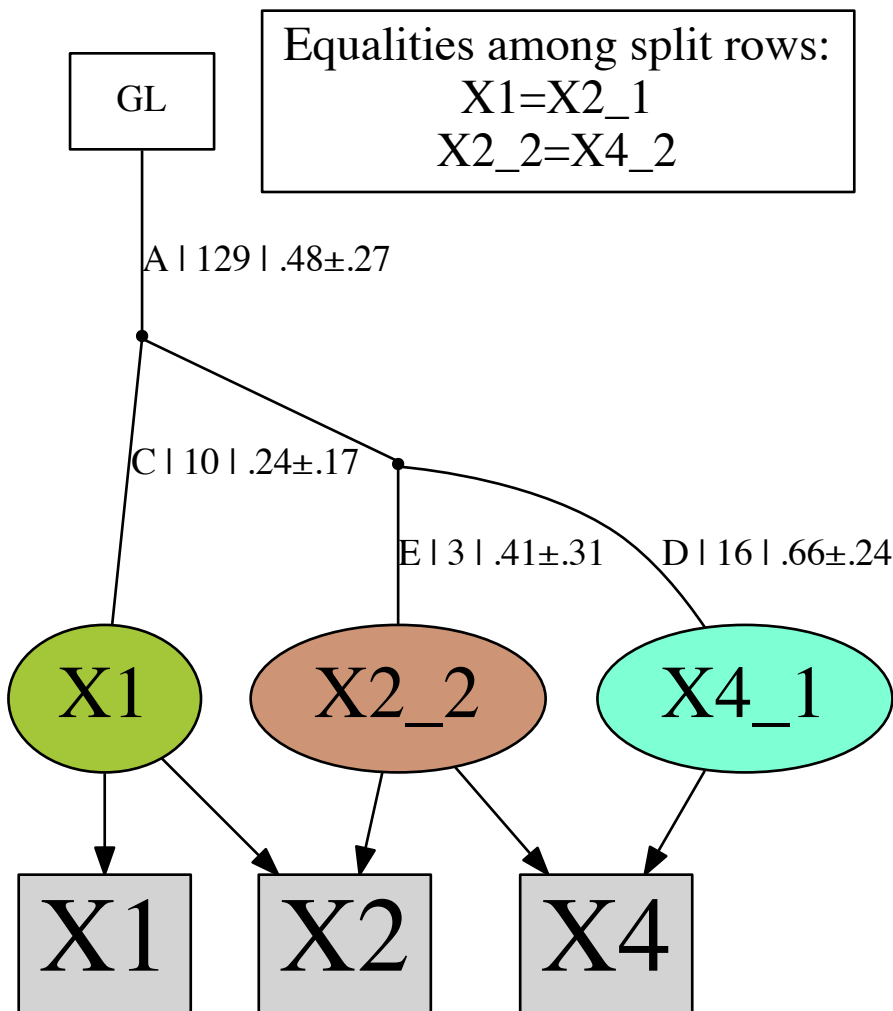 GL
Equalities among split rows:
X1=X2_1
X2_2=X4_2
A | 129 | .48±.27
C | 10 | .24±.17
E | 3 | .41±.31
D | 16 | .66±.24
X1
X2_2
X4_1
X1
X2
X4